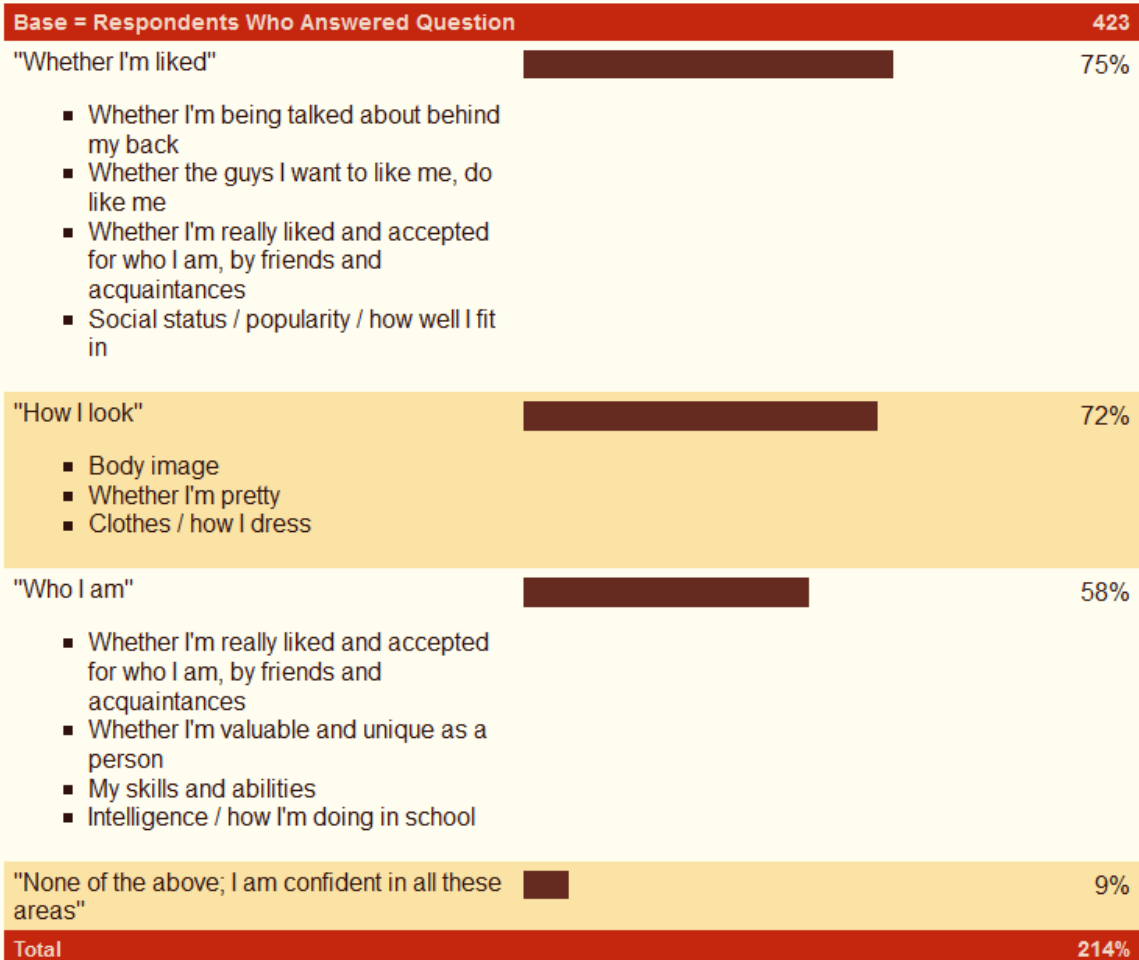 Base = Respondents Who Answered Question 423
"Whether I'm liked" 75%
▪ Whether I'm being talked about behind
my back
▪ Whether the guys I want to like me, do
like me
▪ Whether I'm really liked and accepted
for who I am, by friends and
acquaintances
▪ Social status / popularity / how well I fit
in
"How I look" 72%
▪ Body image
▪ Whether I'm pretty
▪ Clothes / how I dress
"Who I am" 58%
▪ Whether I'm really liked and accepted
for who I am, by friends and
acquaintances
▪ Whether I'm valuable and unique as a
person
▪ My skills and abilities
▪ Intelligence / how I'm doing in school
"None of the above; I am confident in all these 9%
areas"
Total 214%